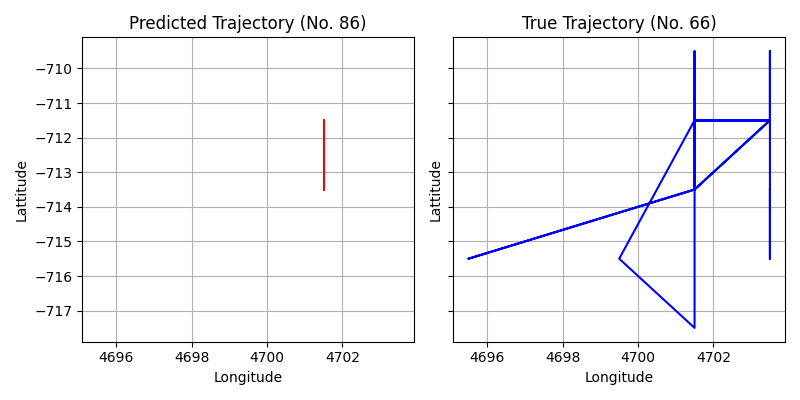 Predicted Trajectory (No. 86)
True Trajectory (No. 66)
−710
−711
−712
−713
−714
−715
−716
−717
Lattitude
Lattitude
4696 4698 4700 4702
4696 4698 4700 4702
Longitude
Longitude